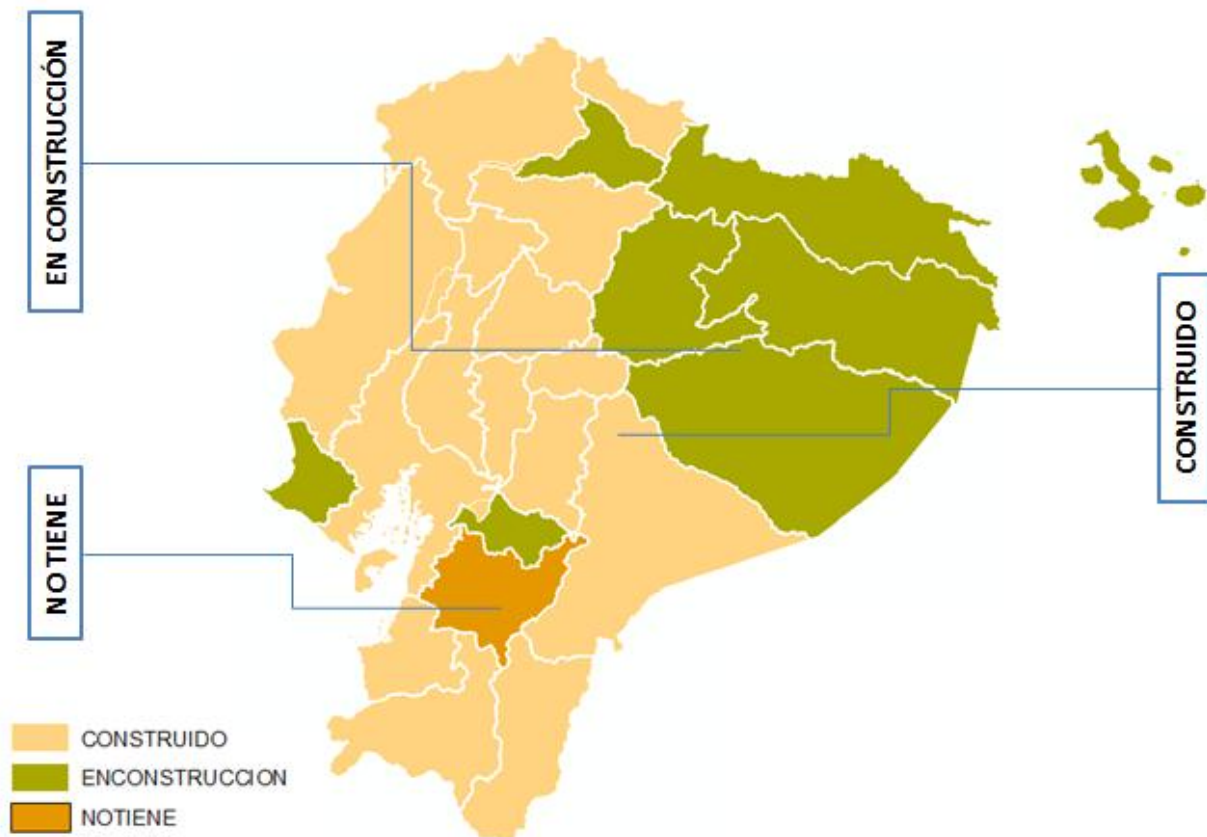 EN CONSTRUCCIÓN
CONSTRUIDO
NO TIENE
CONSTRUIDO
ENCONSTRUCCION
NOTIENE